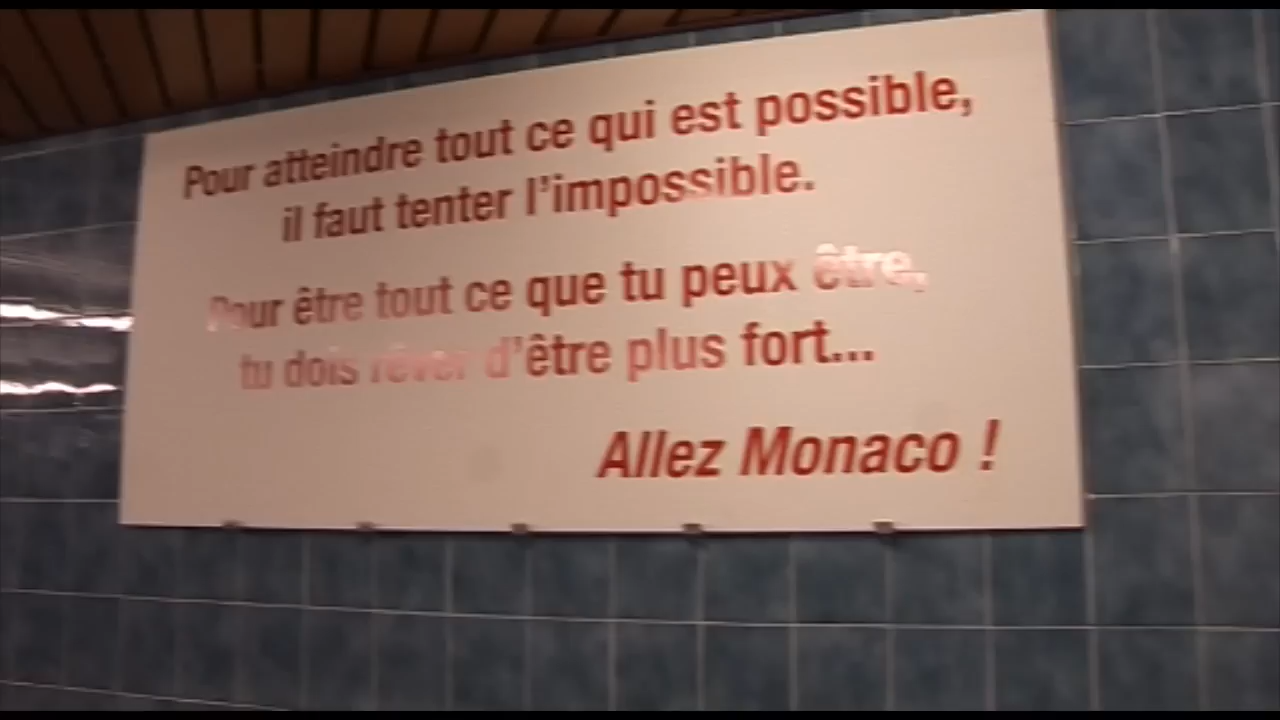 Pour atteindre tout ce qui est possible,
il faut tenter l'impossible.
Pour être tout ce que tu peux être,
tu dois rêver d'être plus fort...
Allez Monaco !